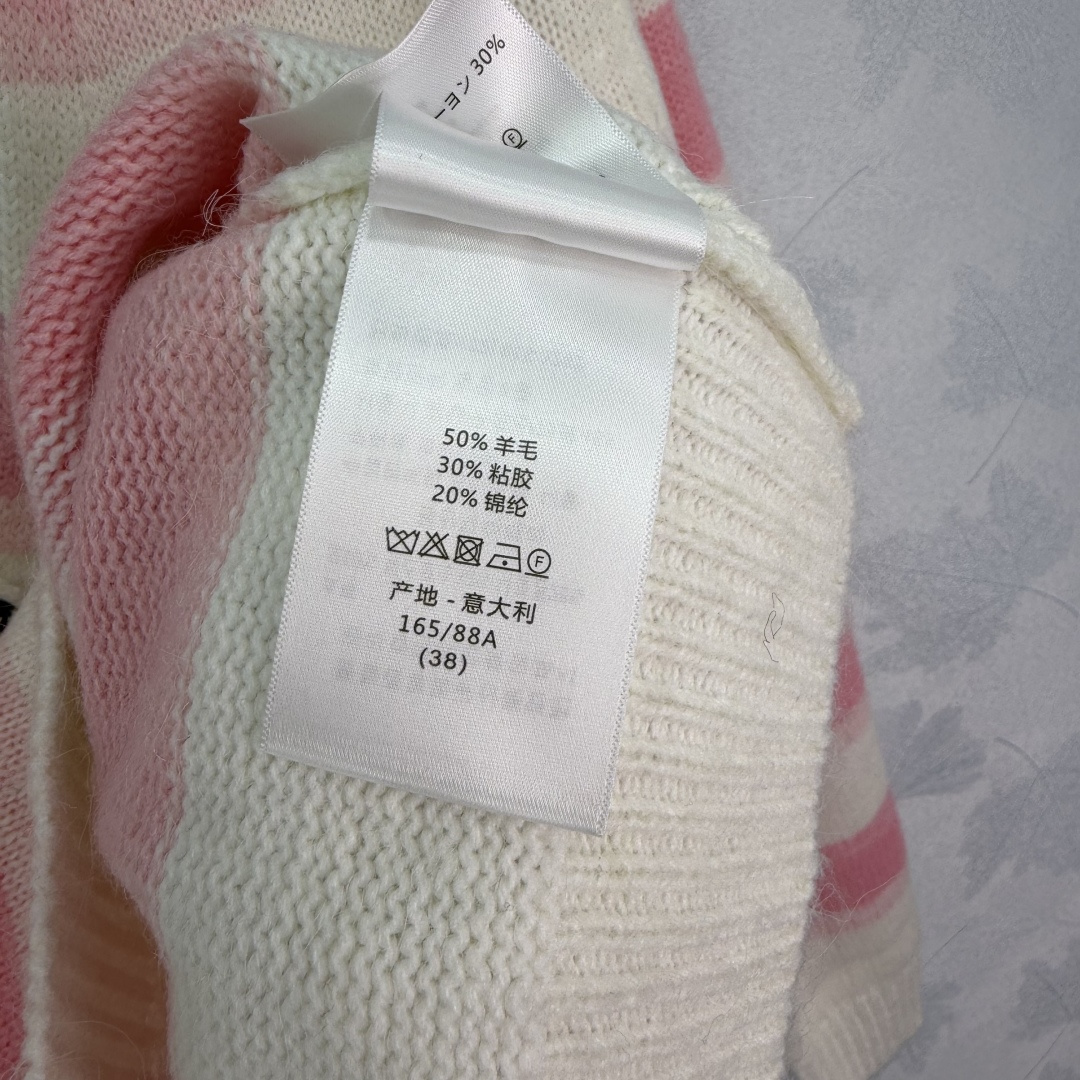 ーヨン 30%
50% 羊毛
30% 粘胶
20% 锦纶
F
产地 - 意大利
165/88A
(38)